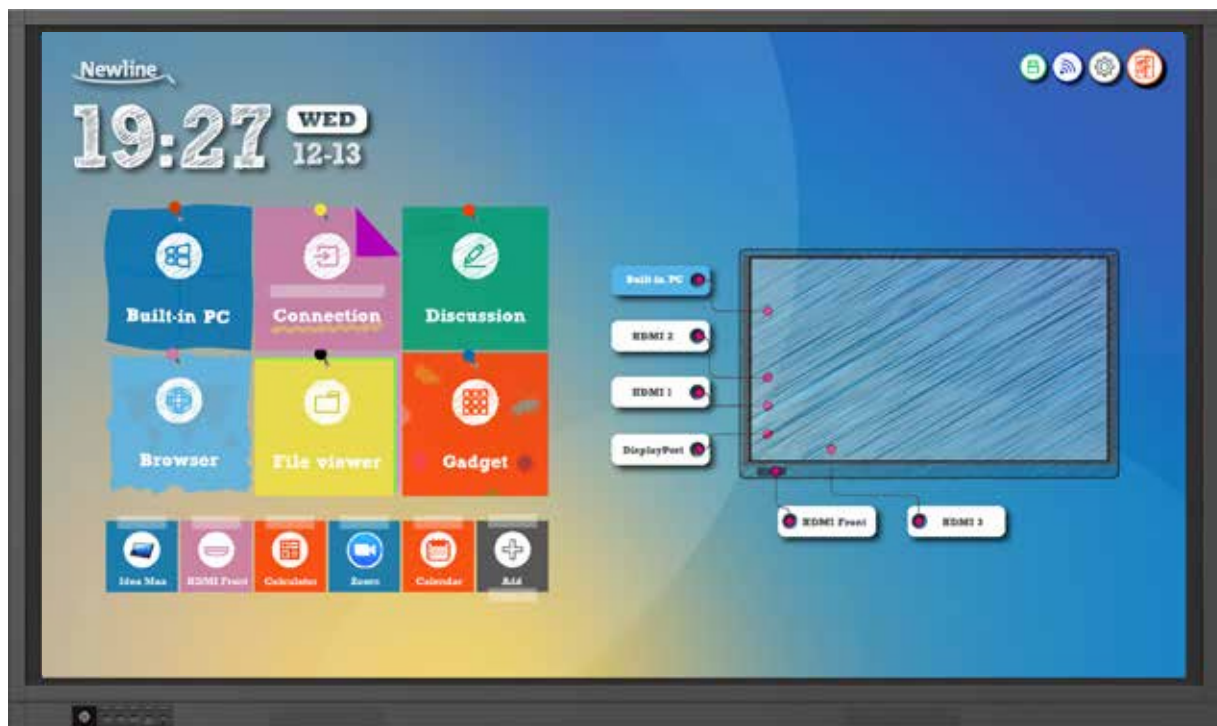 Newline
19:27
WED
12-13
Built-in PC
Connection
Discussion
Browser
File viewer
Gadget
Idea Max
HDMI Front
Calculator
Zoom
Calendar
Add
Built-in PC
HDMI 2
HDMI 1
DisplayPort
HDMI Front
HDMI 3